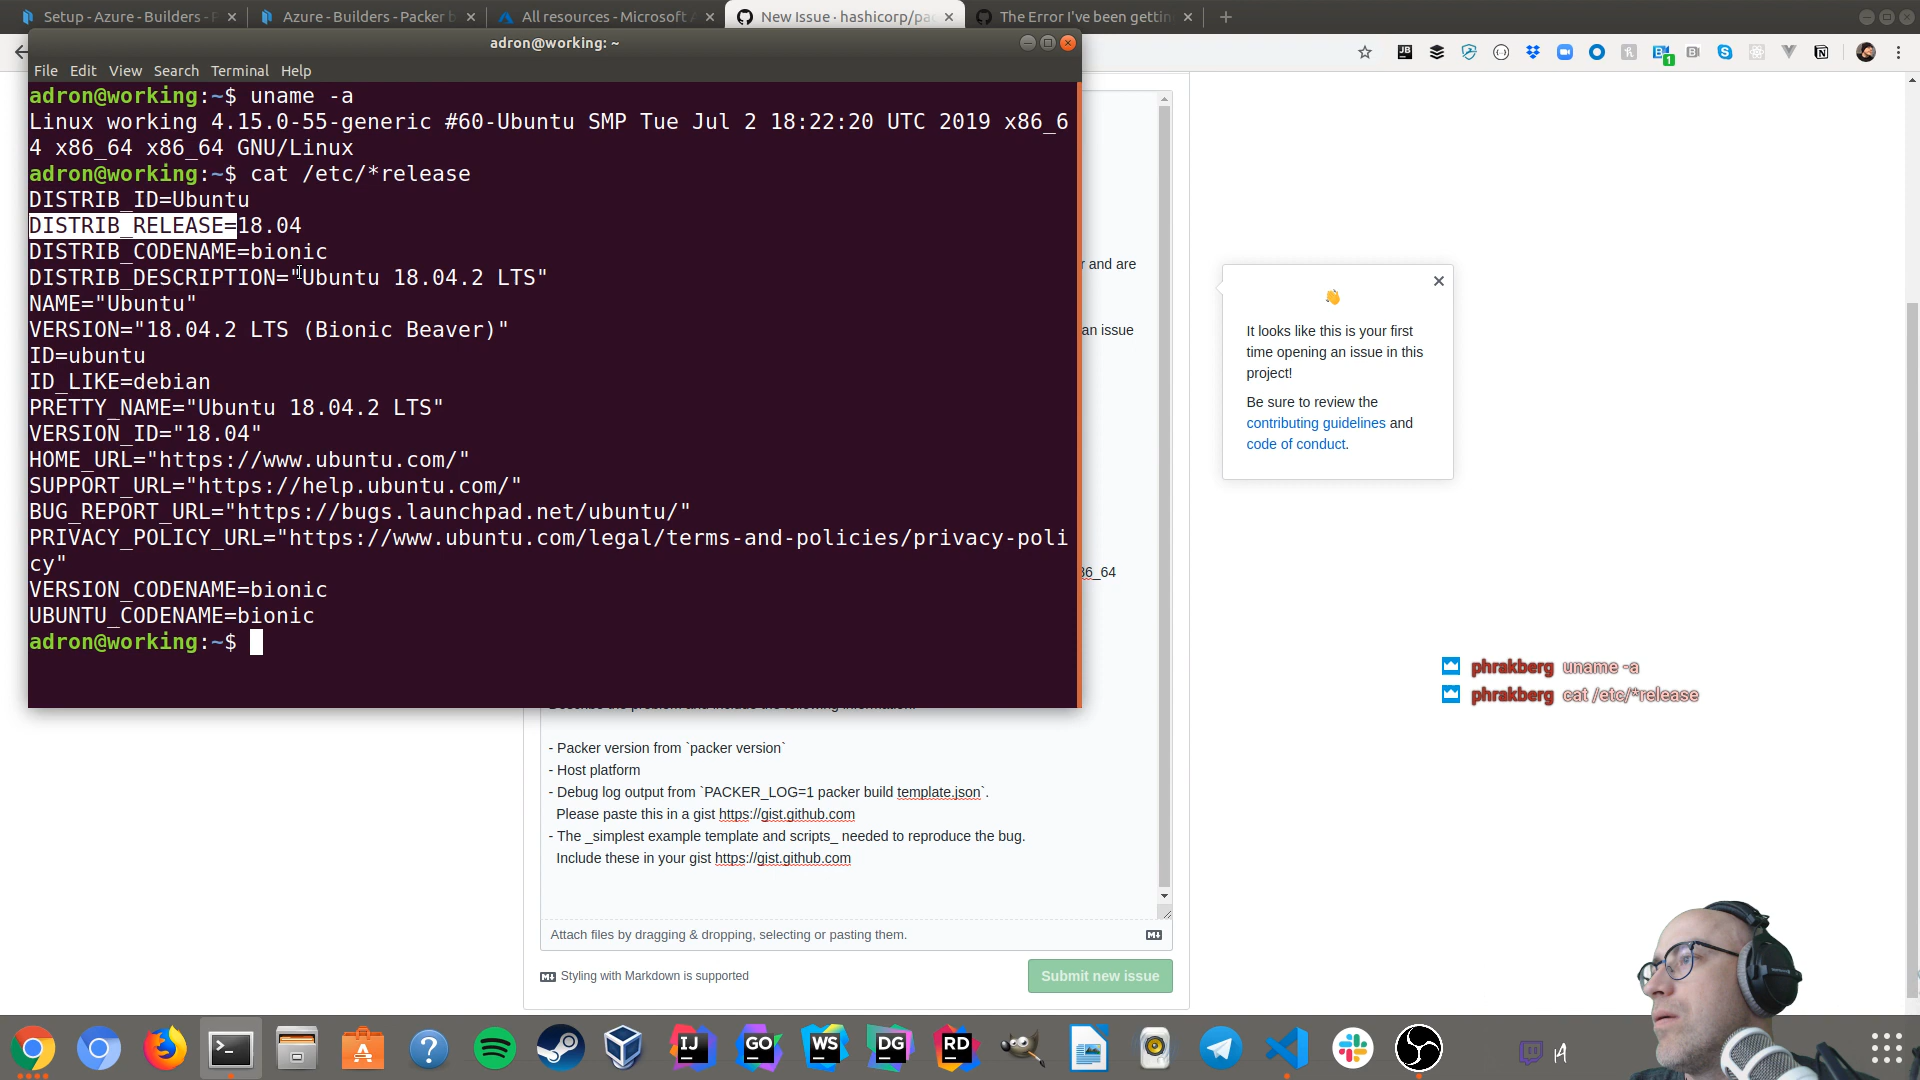 Setup - Azure - Builders - P
Azure - Builders - Packer b
All resources - Microsoft A
New Issue · hashicorp/pac
The Error I've been gettin
adron@working: ~
File Edit View Search Terminal Help
adron@working:~$ uname -a
Linux working 4.15.0-55-generic #60-Ubuntu SMP Tue Jul 2 18:22:20 UTC 2019 x86_6
4 x86_64 x86_64 GNU/Linux
adron@working:~$ cat /etc/*release
DISTRIB_ID=Ubuntu
DISTRIB_RELEASE=18.04
DISTRIB_CODENAME=bionic
DISTRIB_DESCRIPTION="Ubuntu 18.04.2 LTS"
NAME="Ubuntu"
VERSION="18.04.2 LTS (Bionic Beaver)"
ID=ubuntu
ID_LIKE=debian
PRETTY_NAME="Ubuntu 18.04.2 LTS"
VERSION_ID="18.04"
HOME_URL="https://www.ubuntu.com/"
SUPPORT_URL="https://help.ubuntu.com/"
BUG_REPORT_URL="https://bugs.launchpad.net/ubuntu/"
PRIVACY_POLICY_URL="https://www.ubuntu.com/legal/terms-and-policies/privacy-poli
cy"
VERSION_CODENAME=bionic
UBUNTU_CODENAME=bionic
adron@working:~$
r and are
an issue
86_64
It looks like this is your first
time opening an issue in this
project!
Be sure to review the
contributing guidelines and
code of conduct.
phrakberg uname -a
phrakberg cat /etc/*release
Describe the problem and include the following information:
- Packer version from `packer version`
- Host platform
- Debug log output from `PACKER_LOG=1 packer build template.json`.
Please paste this in a gist https://gist.github.com
- The _simplest example template and scripts_ needed to reproduce the bug.
Include these in your gist https://gist.github.com
Attach files by dragging & dropping, selecting or pasting them.
Styling with Markdown is supported
Submit new issue
IJ
GO
WS
DG
RD